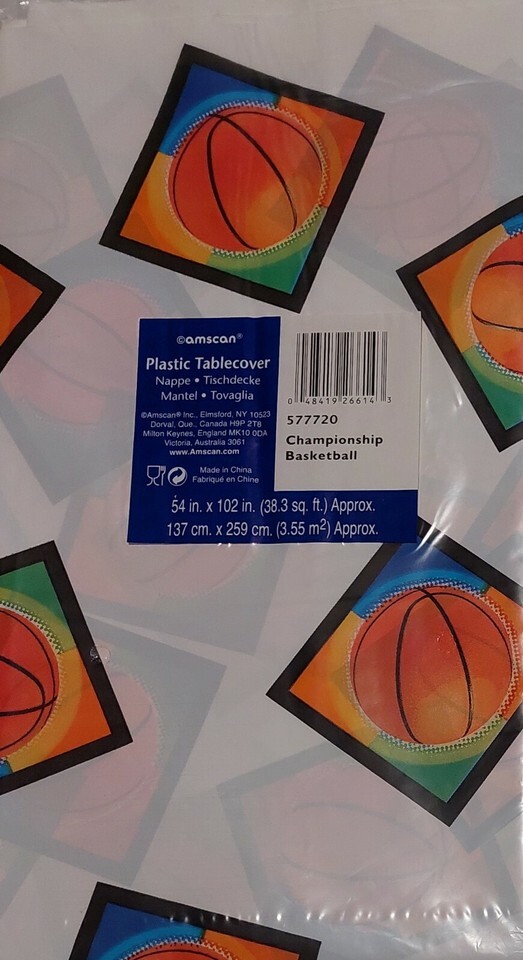 ©amscan®
Plastic Tablecover
Nappe • Tischdecke
Mantel • Tovaglia
©Amscan® Inc., Elmsford, NY 10523
Dorval, Que., Canada H9P 2T8
Milton Keynes, England MK10 0DA
Victoria, Australia 3061
www.Amscan.com
Made in China
Fabriqué en Chine
0 48419 26614 3
577720
Championship
Basketball
54 in. x 102 in. (38.3 sq. ft.) Approx.
137 cm. x 259 cm. (3.55 m²) Approx.